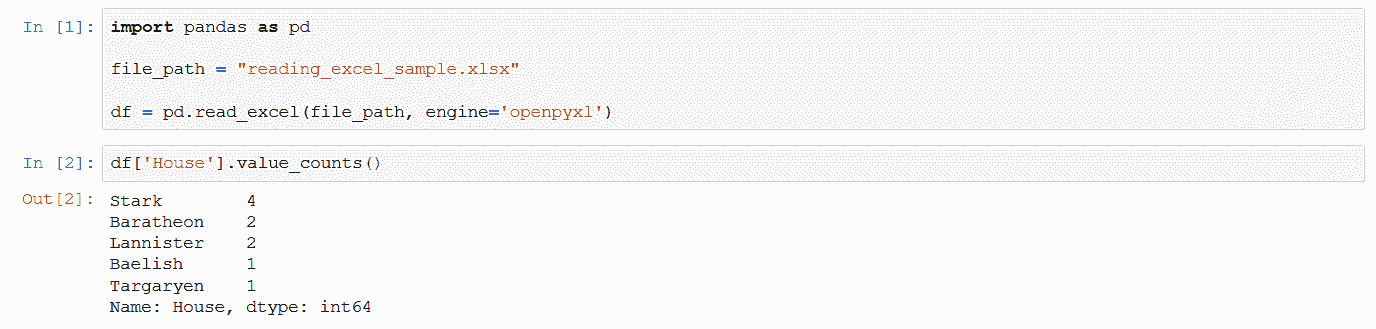 In [1]: import pandas as pd
file_path = "reading_excel_sample.xlsx"
df = pd.read_excel(file_path, engine='openpyxl')
In [2]: df['House'].value_counts()
Out[2]: Stark        4
Baratheon    2
Lannister    2
Baelish      1
Targaryen    1
Name: House, dtype: int64